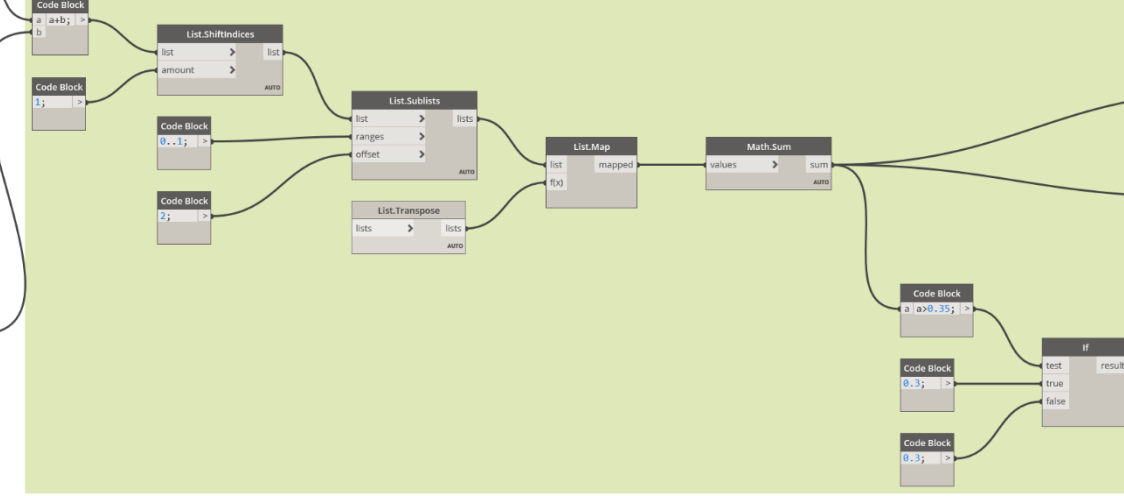 Code Block
a a+b; >
b
Code Block
1; >
List.ShiftIndices
list > list
amount >
AUTO
Code Block
0..1; >
Code Block
2; >
List.Sublists
list > lists
ranges >
offset >
AUTO
List.Transpose
lists > lists
AUTO
List.Map
list mapped
f(x)
Math.Sum
values > sum
AUTO
Code Block
a a>0.35; >
Code Block
0.3; >
Code Block
0.3; >
If
test result
true
false